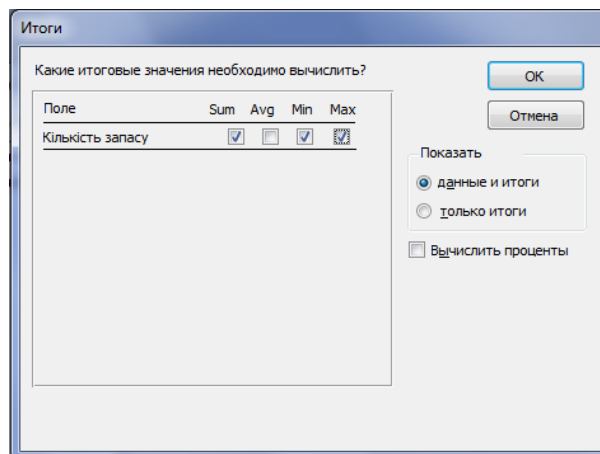 Итоги
Какие итоговые значения необходимо вычислить?
Поле Sum Avg Min Max
Кількість запасу
ОК
Отмена
Показать
данные и итоги
только итоги
Вычислить проценты